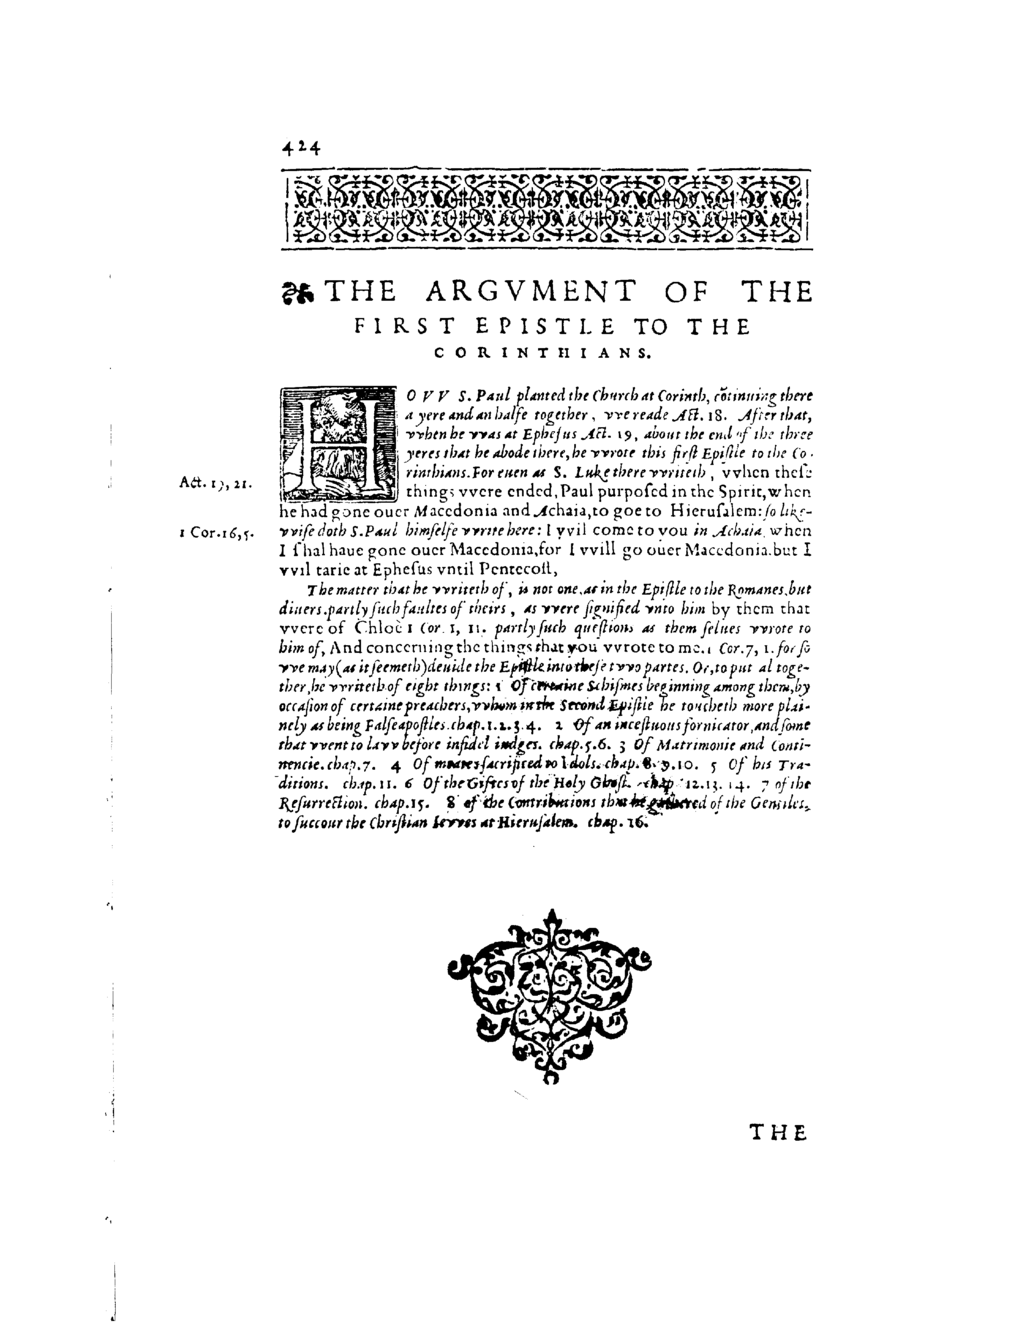 424
THE ARGVMENT OF THE
FIRST EPISTLE TO THE
CORINTHIANS.
HOVV S. Paul planted the Church at Corinth, cōtinuing there
a yere and an halfe together, vve reade Act. 18. After that,
vvhen he vvas at Ephesus Act. 19, about the end of the three
yeres that he abode there, he vvrote this first Epistle to the Co-
rinthians. For euen as S. Luke there vvriteth, vvhen these
Act. 19, 21.
things vvere ended, Paul purposed in the Spirit, when
he had gone ouer Macedonia and Achaia, to goe to Hierusalem: so like-
1 Cor. 16, 5.
vvise doth S. Paul himselfe vvrite here: I vvil come to you in Achaia, when
I shal haue gone ouer Macedonia, for I vvill go ouer Macedonia. but I
vvil tarie at Ephesus vntil Pentecost,
The matter that he vvriteth of, is not one, as in the Epistle to the Romanes, but
diuers. partly such faultes of theirs, as vvere signified vnto him by them that
vvere of Chloè 1 Cor. 1, 11. partly such questions as them selues vvrote to
him of, And concerning the things that you vvrote to me. 1 Cor. 7, 1. for so
vve may (as it seemeth) deuide the Epistle into these tvvo partes. Or, to put al toge-
ther, he vvriteth of eight things: 1 Of certaine Schismes beginning among them, by
occasion of certaine preachers, vvhom in the Second Epistle he toucheth more plai-
nely as being Falseapostles. chap. 1. 2. 3. 4. 2 Of an incestuous fornicator, and some
that vvent to lavv before infidel iudges. chap. 5. 6. 3 Of Matrimonie and Conti-
nencie. chap. 7. 4 Of meates sacrificed to Idols. chap. 8. 9. 10. 5 Of his Tra-
ditions. chap. 11. 6 Of the Giftes of the Holy Ghost. chap. 12. 13. 14. 7 of the
Resurrection. chap. 15. 8 of the Contributions that he gathered of the Gentiles,
to succour the Christian Ievves at Hierusalem. chap. 16.
THE